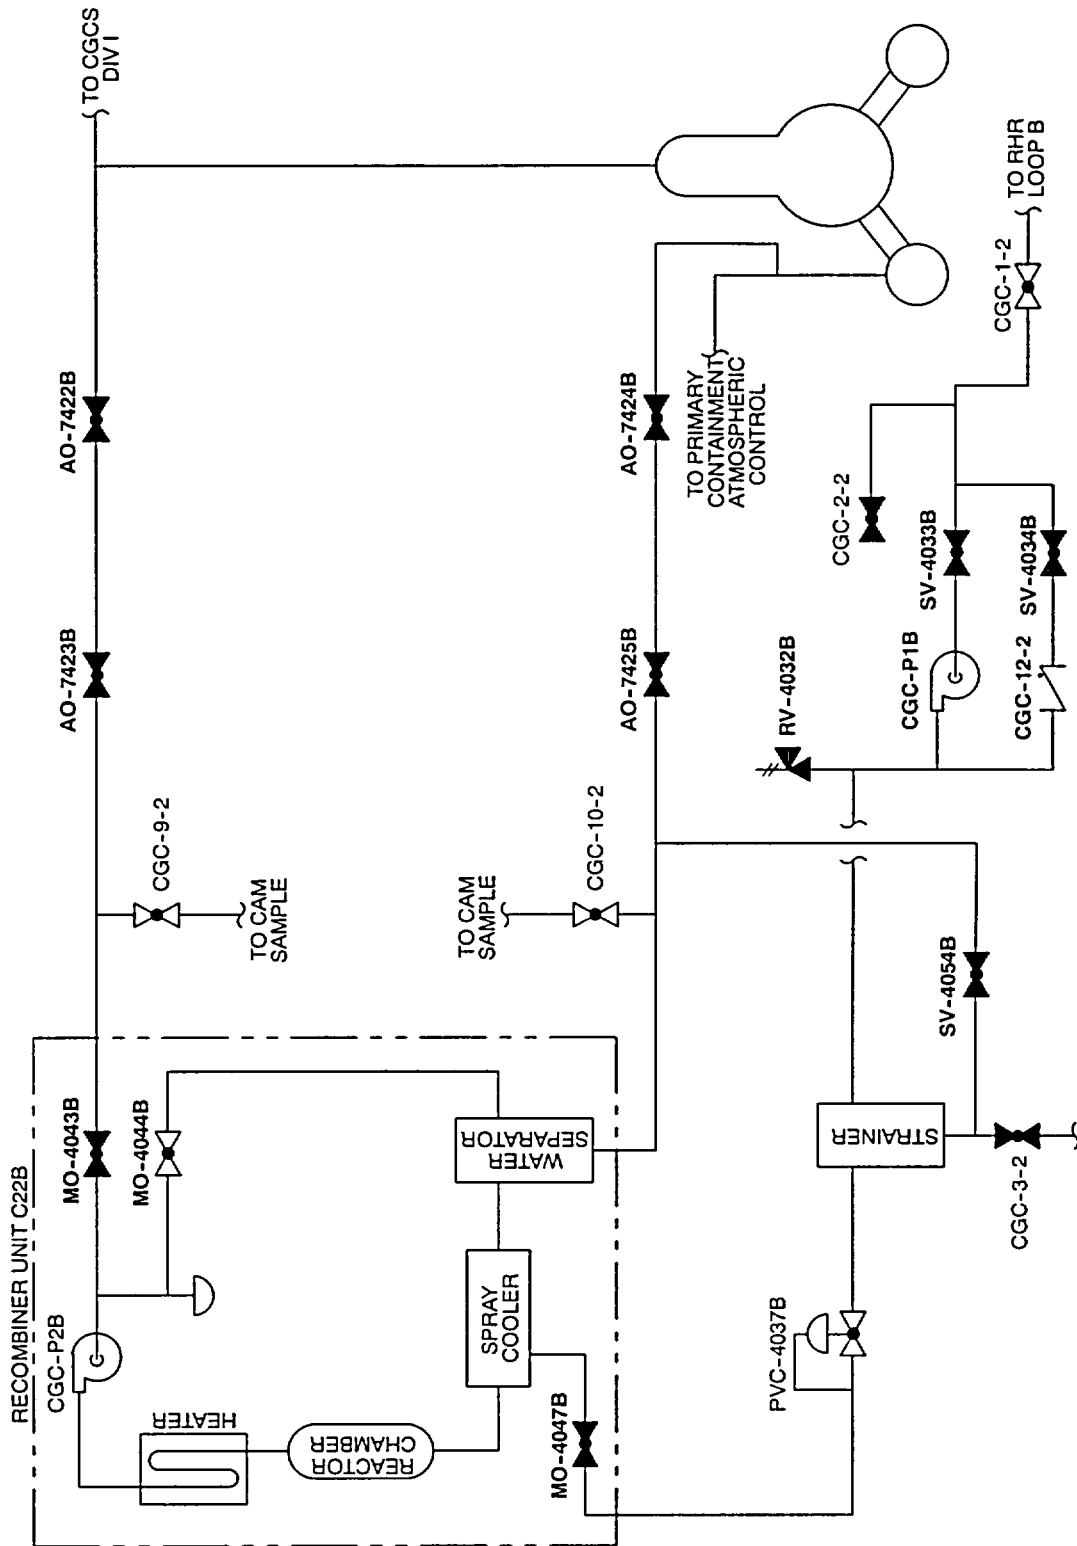 RECOMBINER UNIT C22B
CGC-P2B
HEATER
REACTOR
CHAMBER
MO-4043B
MO-4044B
SPRAY
COOLER
WATER
SEPARATOR
MO-4047B
CGC-9-2
TO CAM
SAMPLE
AO-7423B
AO-7422B
TO CGCS
DIV I
TO CAM
SAMPLE
CGC-10-2
AO-7425B
AO-7424B
TO PRIMARY
CONTAINMENT
ATMOSPHERIC
CONTROL
RV-4032B
CGC-2-2
CGC-P1B
SV-4033B
CGC-12-2
SV-4034B
CGC-1-2
TO RHR
LOOP B
PVC-4037B
STRAINER
SV-4054B
CGC-3-2